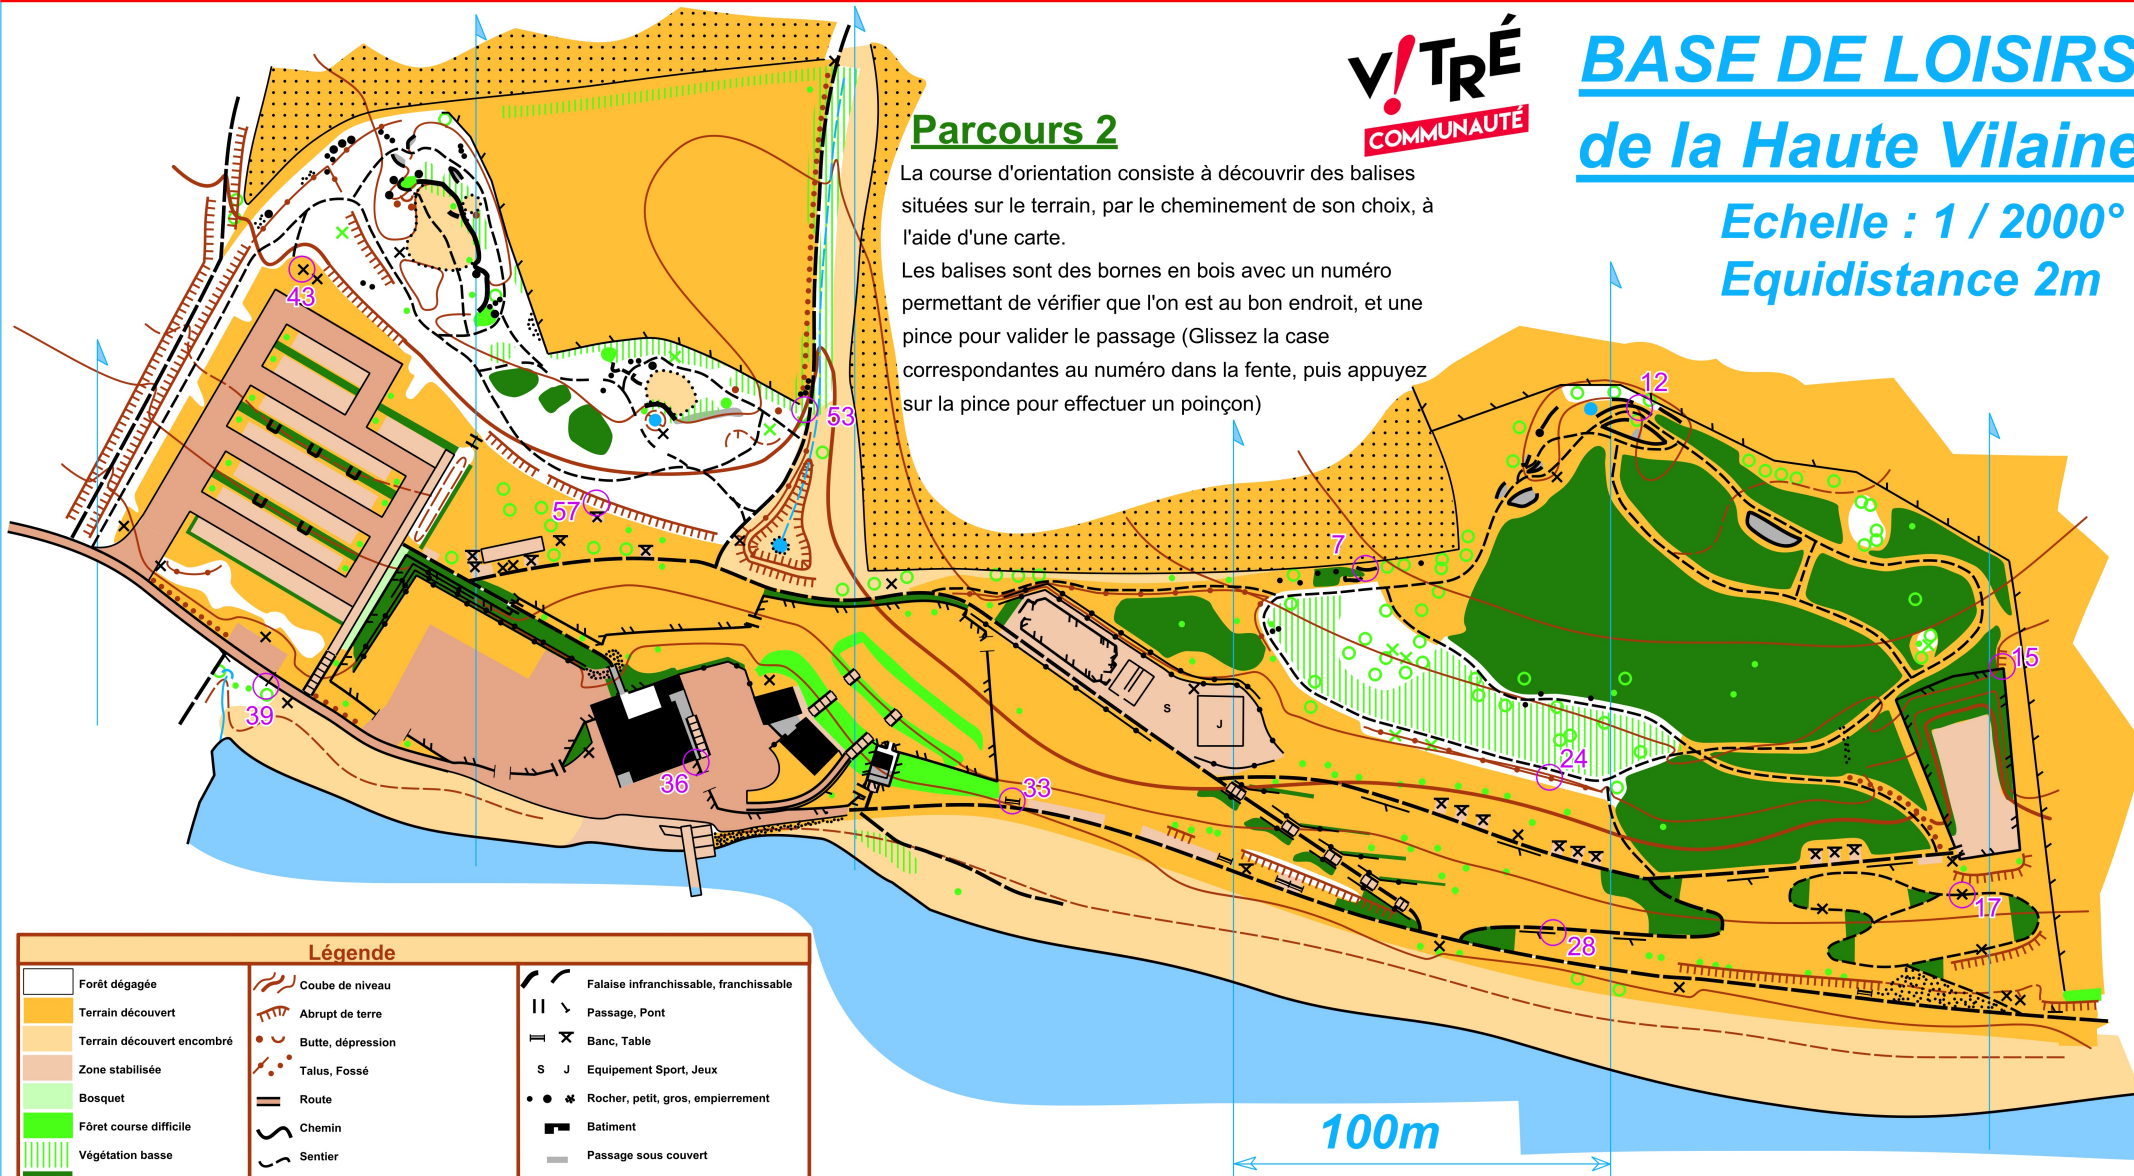 V!TRÉ
COMMUNAUTÉ
BASE DE LOISIRS
de la Haute Vilaine
Echelle : 1 / 2000°
Equidistance 2m
Parcours 2
La course d'orientation consiste à découvrir des balises
situées sur le terrain, par le cheminement de son choix, à
l'aide d'une carte.
Les balises sont des bornes en bois avec un numéro
permettant de vérifier que l'on est au bon endroit, et une
pince pour valider le passage (Glissez la case
correspondantes au numéro dans la fente, puis appuyez
sur la pince pour effectuer un poinçon)
43
53
57
12
7
15
39
36
33
24
17
28
S
J
Légende
Forêt dégagée
Terrain découvert
Terrain découvert encombré
Zone stabilisée
Bosquet
Fôret course difficile
Végétation basse
Coube de niveau
Abrupt de terre
Butte, dépression
Talus, Fossé
Route
Chemin
Sentier
Falaise infranchissable, franchissable
Passage, Pont
Banc, Table
S J Equipement Sport, Jeux
Rocher, petit, gros, empierrement
Batiment
Passage sous couvert
100m